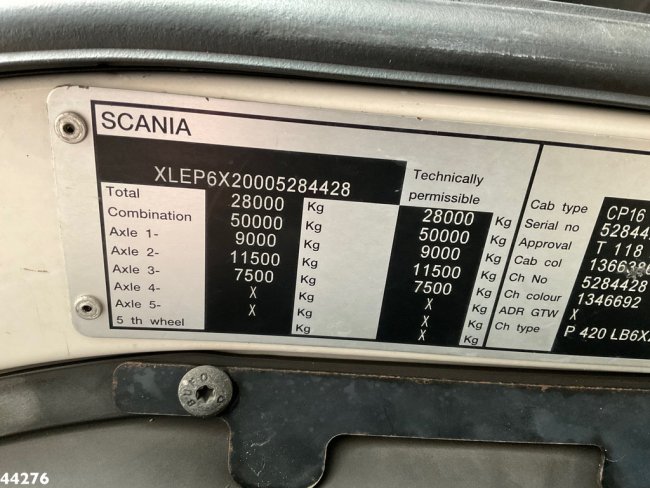 SCANIA
XLEP6X20005284428
Technically
permissible
Total 28000 Kg 28000 Kg
Combination 50000 Kg 50000 Kg
Axle 1- 9000 Kg 9000 Kg
Axle 2- 11500 Kg 11500 Kg
Axle 3- 7500 Kg 7500 Kg
Axle 4- X Kg X Kg
Axle 5- X Kg X Kg
5 th wheel Kg X Kg
Cab type CP16
Serial no 52844
Approval T 118
Cab col
Ch No 5284428
Ch colour 1346692
ADR GTW X
Ch type P 420 LB6X2
44276